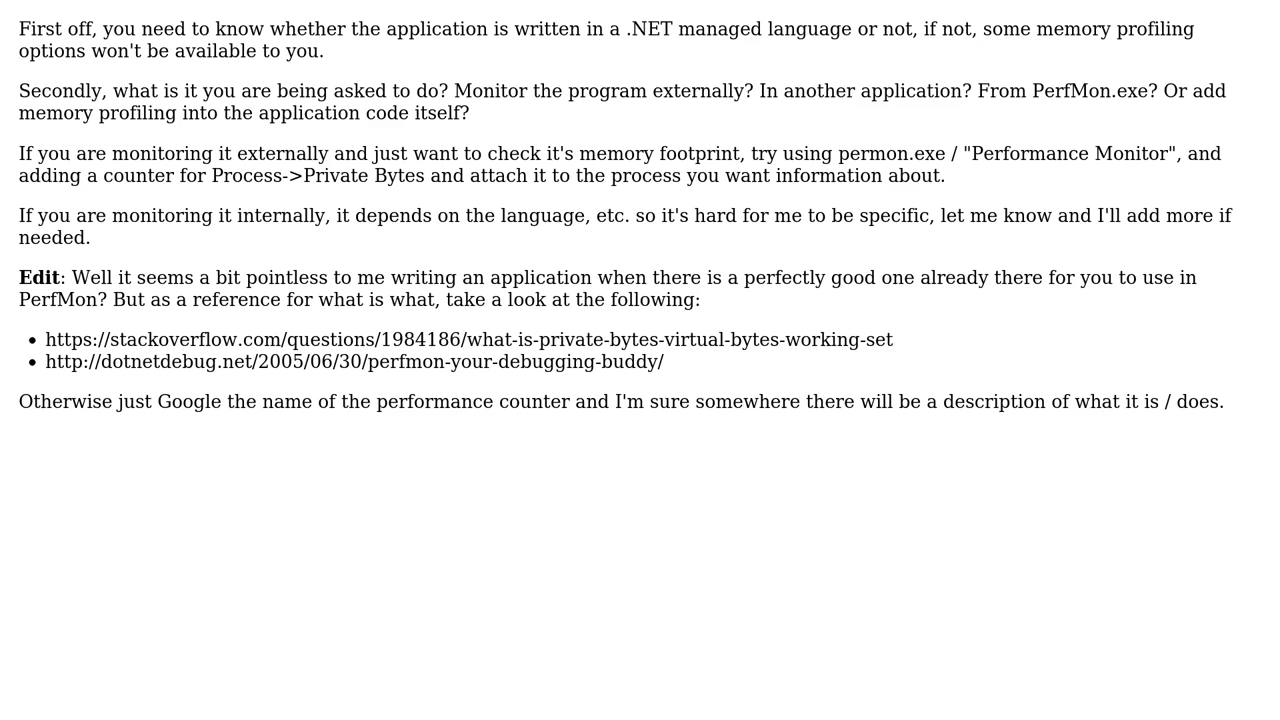 First off, you need to know whether the application is written in a .NET managed language or not, if not, some memory profiling
options won't be available to you.
Secondly, what is it you are being asked to do? Monitor the program externally? In another application? From PerfMon.exe? Or add
memory profiling into the application code itself?
If you are monitoring it externally and just want to check it's memory footprint, try using permon.exe / "Performance Monitor", and
adding a counter for Process->Private Bytes and attach it to the process you want information about.
If you are monitoring it internally, it depends on the language, etc. so it's hard for me to be specific, let me know and I'll add more if
needed.
Edit: Well it seems a bit pointless to me writing an application when there is a perfectly good one already there for you to use in
PerfMon? But as a reference for what is what, take a look at the following:
• https://stackoverflow.com/questions/1984186/what-is-private-bytes-virtual-bytes-working-set
• http://dotnetdebug.net/2005/06/30/perfmon-your-debugging-buddy/
Otherwise just Google the name of the performance counter and I'm sure somewhere there will be a description of what it is / does.